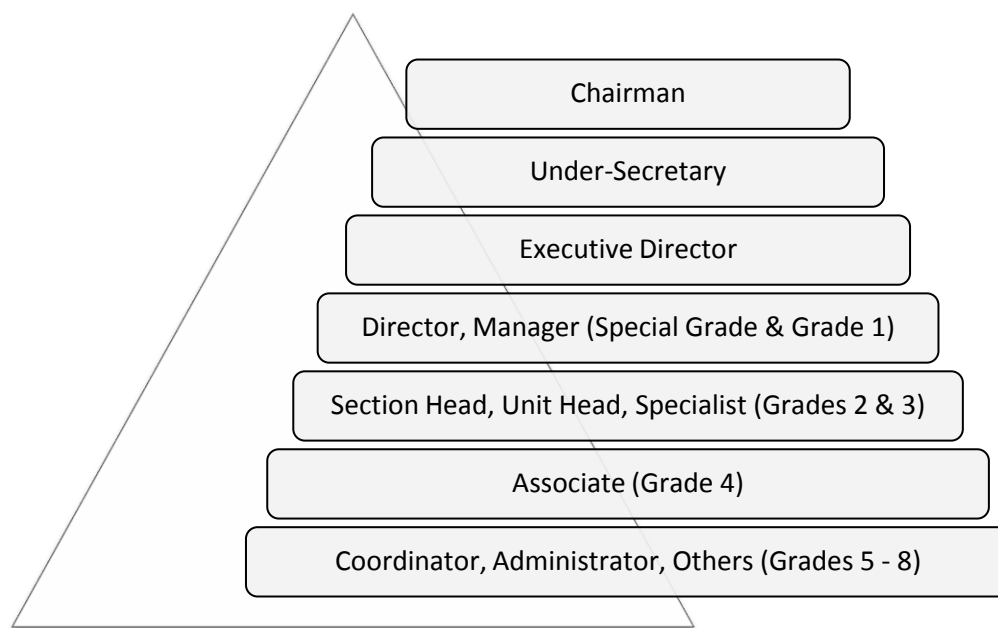 Chairman
Under-Secretary
Executive Director
Director, Manager (Special Grade & Grade 1)
Section Head, Unit Head, Specialist (Grades 2 & 3)
Associate (Grade 4)
Coordinator, Administrator, Others (Grades 5 - 8)